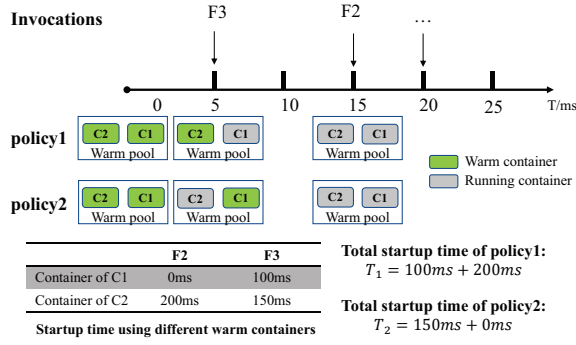 Invocations
F3 F2 ...
0 5 10 15 20 25 T/ms
policy1
C2 C1 C2 C1 C2 C1
Warm pool Warm pool Warm pool
Warm container
Running container
policy2
C2 C1 C2 C1 C2 C1
Warm pool Warm pool Warm pool
F2 F3
Container of C1 0ms 100ms
Container of C2 200ms 150ms
Startup time using different warm containers
Total startup time of policy1:
T₁ = 100ms + 200ms
Total startup time of policy2:
T₂ = 150ms + 0ms